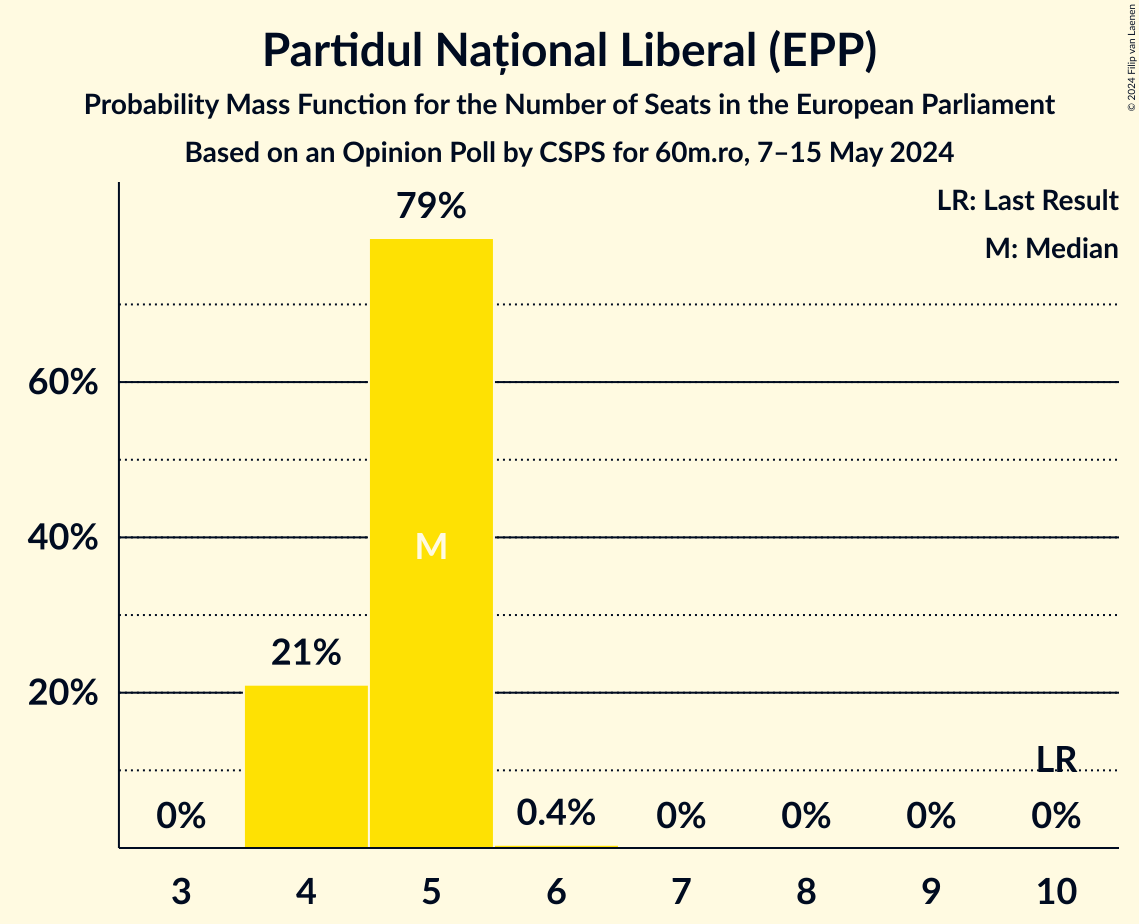 Partidul Național Liberal (EPP)
Probability Mass Function for the Number of Seats in the European Parliament
Based on an Opinion Poll by CSPS for 60m.ro, 7–15 May 2024
© 2024 Filip van Laenen
LR: Last Result
M: Median
79%
60%
40%
M
21%
20%
LR
0%
0.4%
0%
0%
0%
0%
3 4 5 6 7 8 9 10